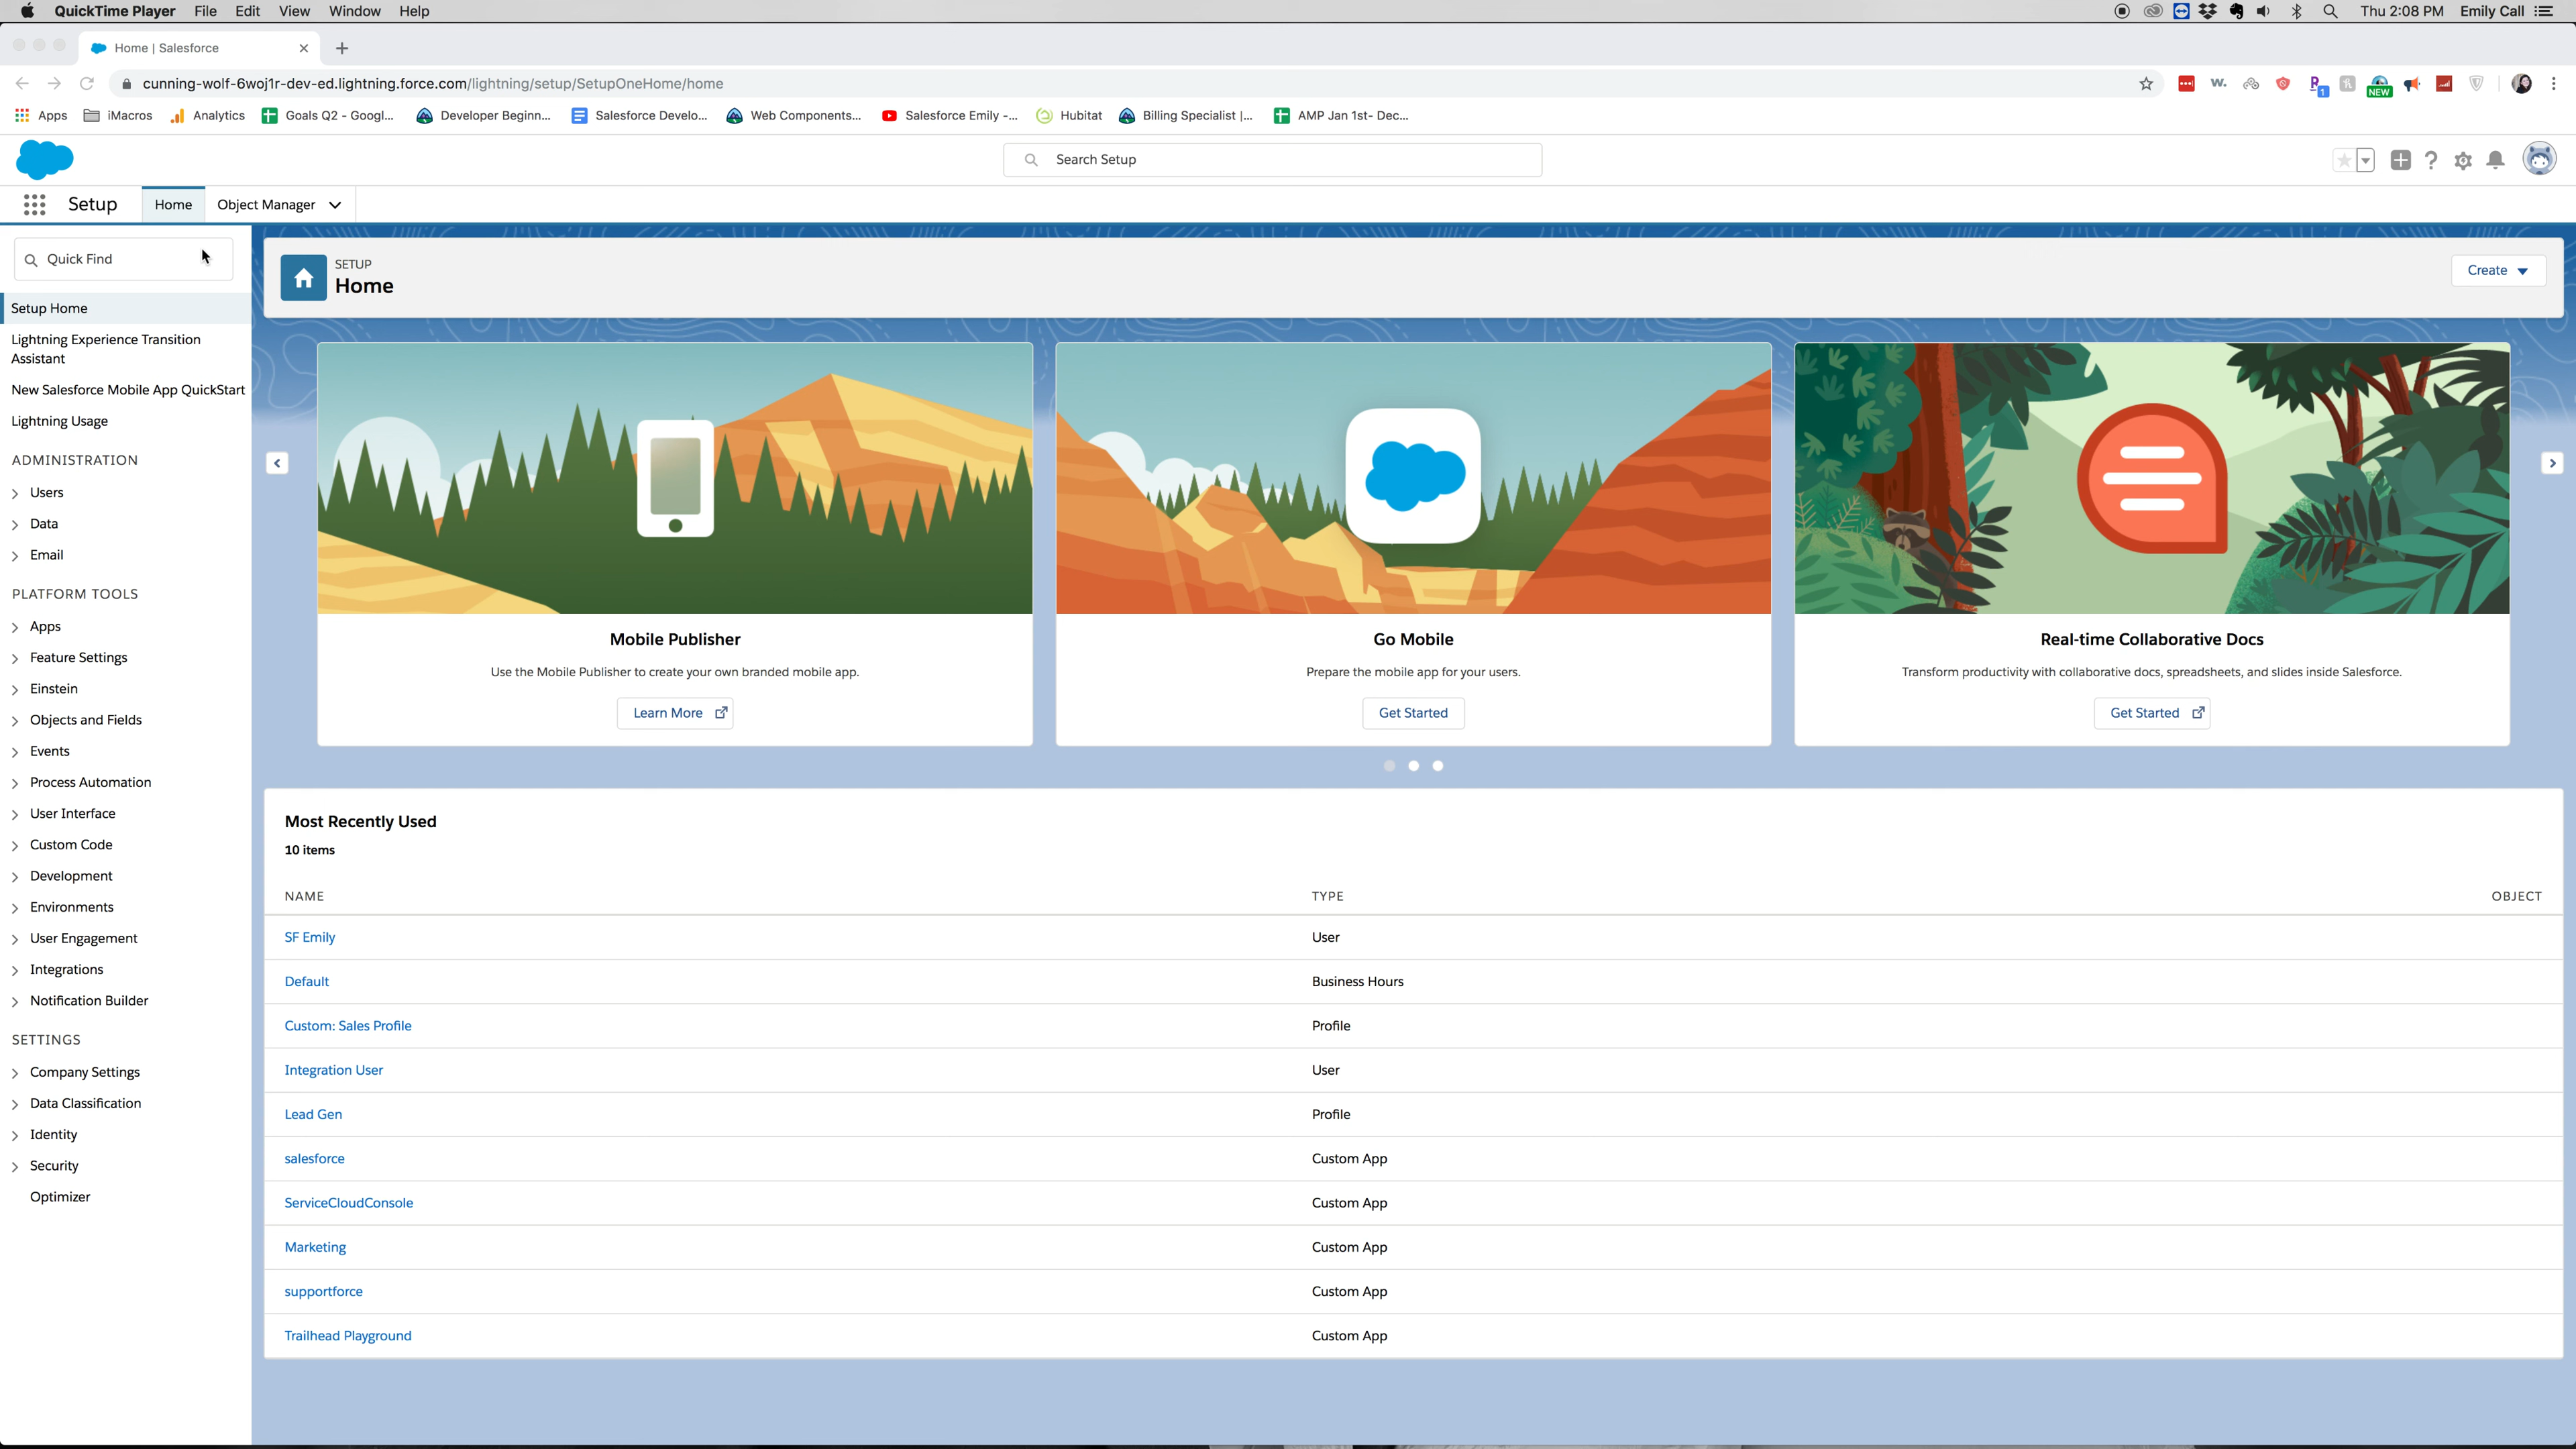 QuickTime Player File Edit View Window Help Thu 2:08 PM Emily Call
Home | Salesforce
cunning-wolf-6woj1r-dev-ed.lightning.force.com/lightning/setup/SetupOneHome/home
W. 1 NEW
Apps iMacros Analytics Goals Q2 - Googl... Developer Beginn... Salesforce Develo... Web Components... Salesforce Emily -... Hubitat Billing Specialist |... AMP Jan 1st- Dec...
Search Setup
Setup Home Object Manager
Quick Find
Setup Home
Lightning Experience Transition
Assistant
New Salesforce Mobile App QuickStart
Lightning Usage
ADMINISTRATION
Users
Data
Email
PLATFORM TOOLS
Apps
Feature Settings
Einstein
Objects and Fields
Events
Process Automation
User Interface
Custom Code
Development
Environments
User Engagement
Integrations
Notification Builder
SETTINGS
Company Settings
Data Classification
Identity
Security
Optimizer
SETUP
Home
Create
Mobile Publisher
Use the Mobile Publisher to create your own branded mobile app.
Learn More
Go Mobile
Prepare the mobile app for your users.
Get Started
Real-time Collaborative Docs
Transform productivity with collaborative docs, spreadsheets, and slides inside Salesforce.
Get Started
Most Recently Used
10 items
NAME TYPE OBJECT
SF Emily User
Default Business Hours
Custom: Sales Profile Profile
Integration User User
Lead Gen Profile
salesforce Custom App
ServiceCloudConsole Custom App
Marketing Custom App
supportforce Custom App
Trailhead Playground Custom App